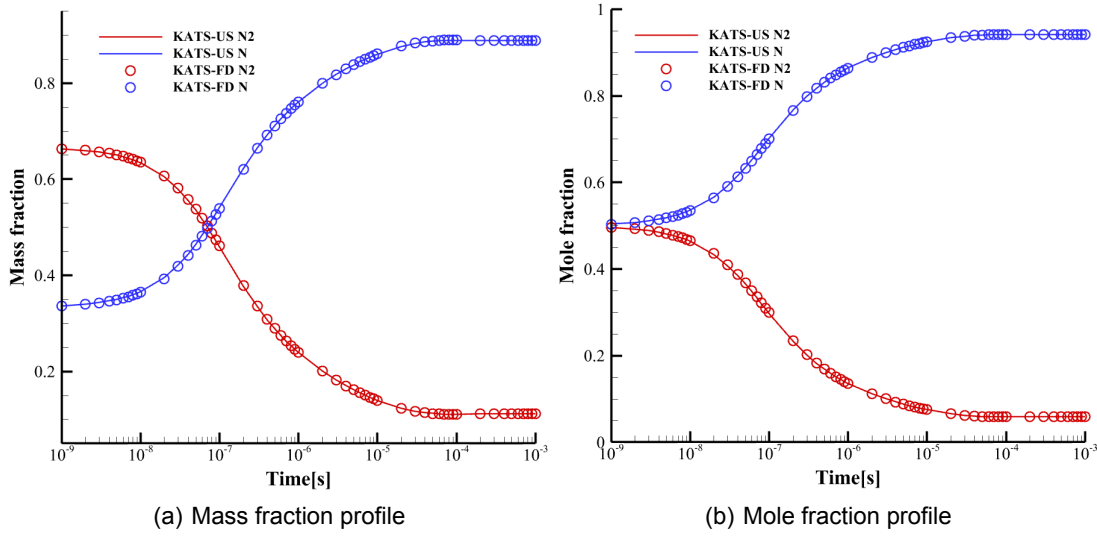 KATS-US N2
KATS-US N
KATS-FD N2
KATS-FD N
0.8
0.6
0.4
0.2
Mass fraction
10-9
10-8
10-7
10-6
10-5
10-4
10-3
Time[s]
(a) Mass fraction profile
KATS-US N2
KATS-US N
KATS-FD N2
KATS-FD N
1
0.8
0.6
0.4
0.2
0
Mole fraction
10-9
10-8
10-7
10-6
10-5
10-4
10-3
Time[s]
(b) Mole fraction profile